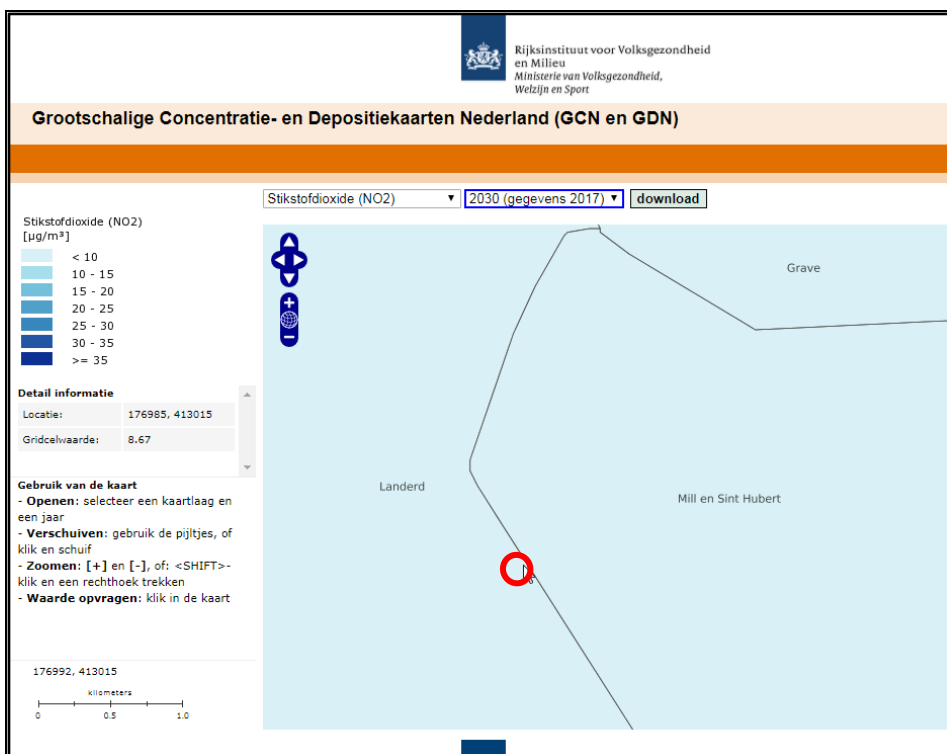 Rijksinstituut voor Volksgezondheid
en Milieu
Ministerie van Volksgezondheid,
Welzijn en Sport
Grootschalige Concentratie- en Depositiekaarten Nederland (GCN en GDN)
Stikstofdioxide (NO2) 2030 (gegevens 2017) download
Stikstofdioxide (NO2)
[µg/m³]
< 10
10 - 15
15 - 20
20 - 25
25 - 30
30 - 35
>= 35
Grave
Detail informatie
Locatie: 176985, 413015
Gridcelwaarde: 8.67
Landerd
Mill en Sint Hubert
Gebruik van de kaart
- Openen: selecteer een kaartlaag en
een jaar
- Verschuiven: gebruik de pijltjes, of
klik en schuif
- Zoomen: [+] en [-], of: <SHIFT>-
klik en een rechthoek trekken
- Waarde opvragen: klik in de kaart
176992, 413015
kilometers
0 0.5 1.0